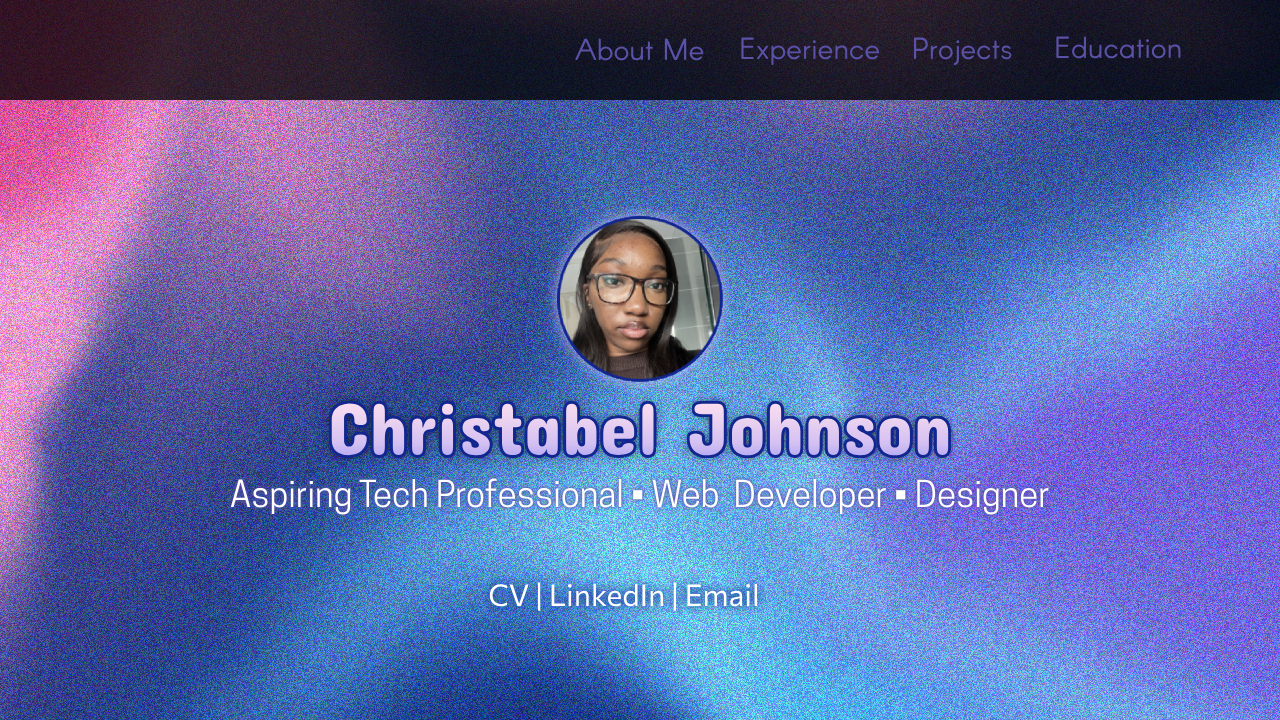 About Me Experience Projects Education
Christabel Johnson
Aspiring Tech Professional ▪ Web Developer ▪ Designer
CV | LinkedIn | Email